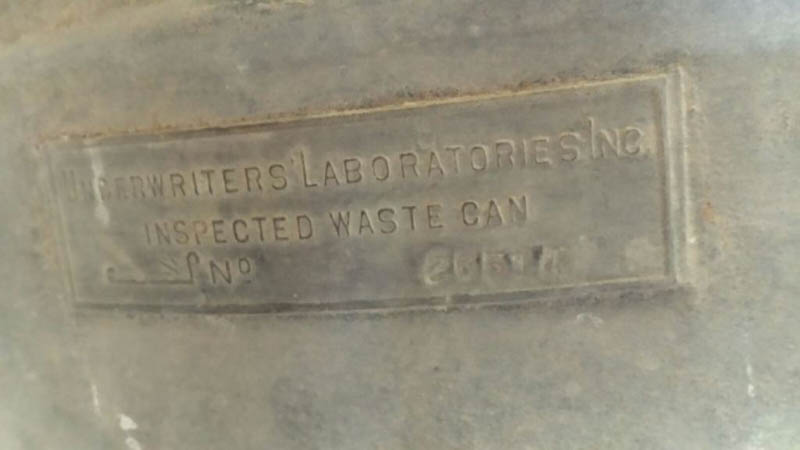 UNDERWRITERS' LABORATORIES INC.
INSPECTED WASTE CAN
No